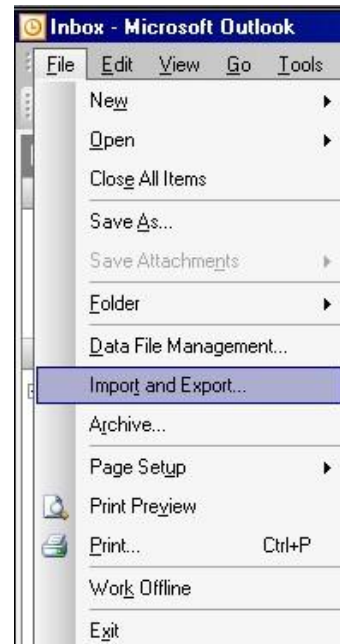 Inbox - Microsoft Outlook
File Edit View Go Tools
New
Open
Close All Items
Save As...
Save Attachments
Folder
Data File Management...
Import and Export...
Archive...
Page Setup
Print Preview
Print... Ctrl+P
Work Offline
Exit